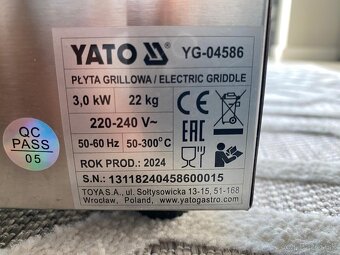 YATO YG-04586
PŁYTA GRILLOWA / ELECTRIC GRIDDLE
3,0 kW 22 kg
220-240 V~
50-60 Hz 50-300°C
ROK PROD.: 2024
S.N.: 13118240458600015
TOYA S.A., ul. Sołtysowicka 13-15, 51-168
Wrocław, Poland, www.yatogastro.com
CE
EAC
QC
PASS
05